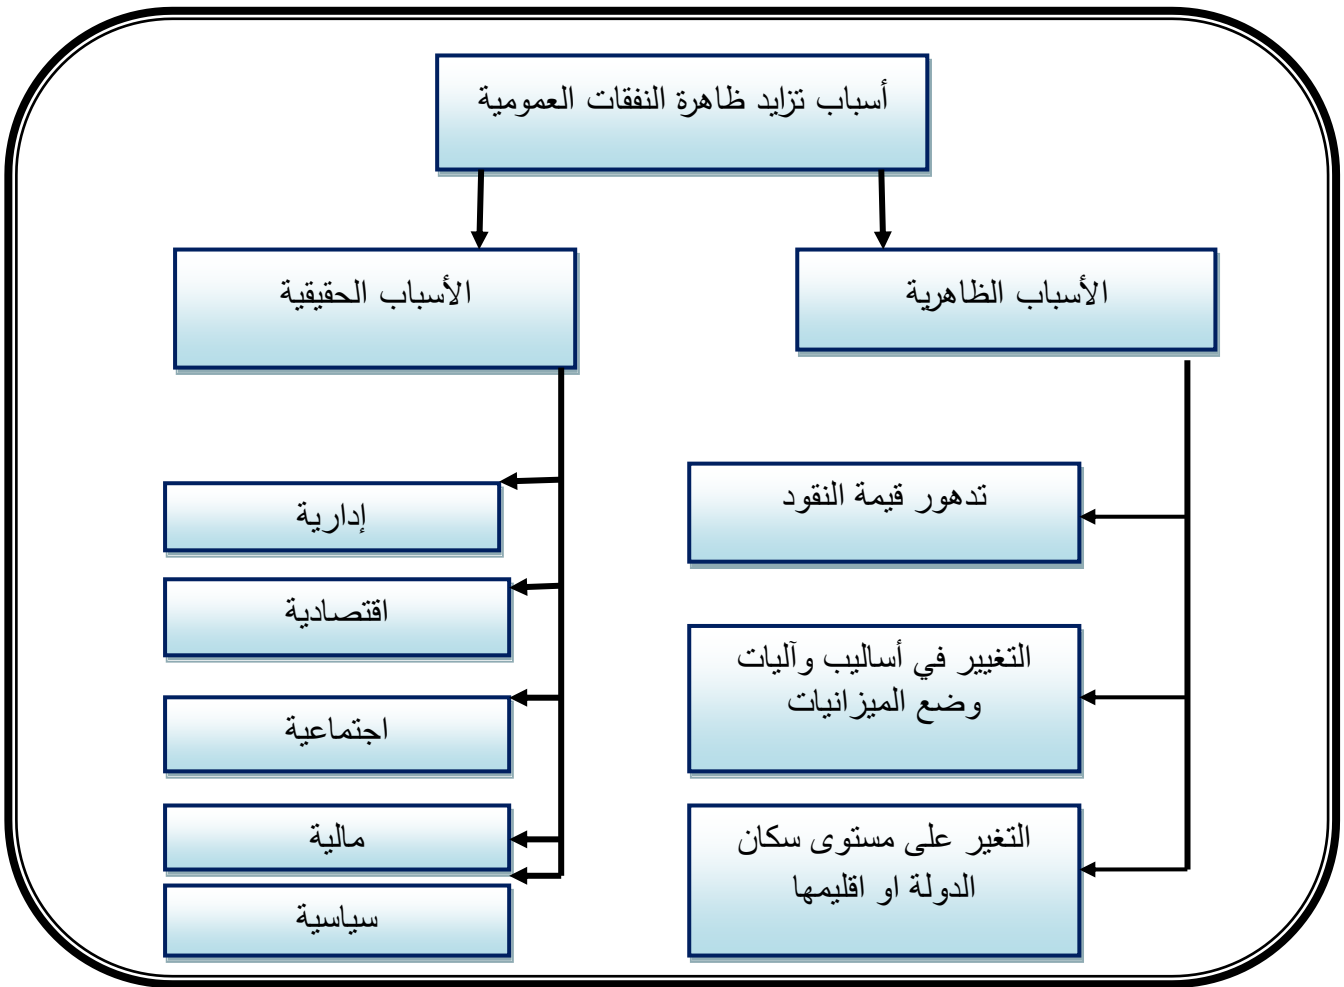 أسباب تزايد ظاهرة النفقات العمومية
الأسباب الظاهرية
الأسباب الحقيقية
تدهور قيمة النقود
التغيير في أساليب وآليات
وضع الميزانيات
التغير على مستوى سكان
الدولة او اقليمها
إدارية
اقتصادية
اجتماعية
مالية
سياسية